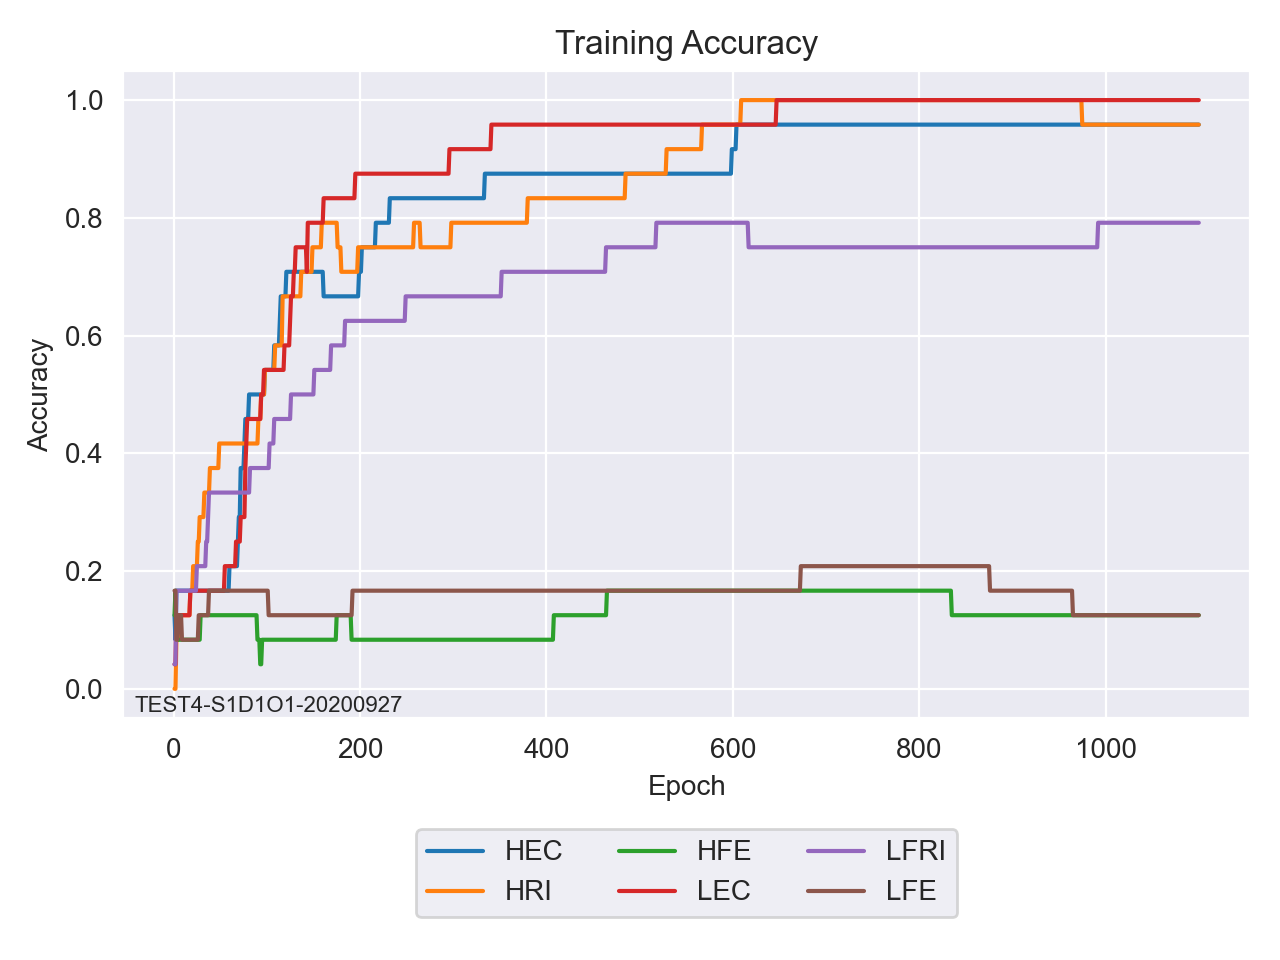 Training Accuracy
1.0
0.8
0.6
0.4
0.2
0.0
Accuracy
TEST4-S1D1O1-20200927
0 200 400 600 800 1000
Epoch
HEC HFE LFRI
HRI LEC LFE